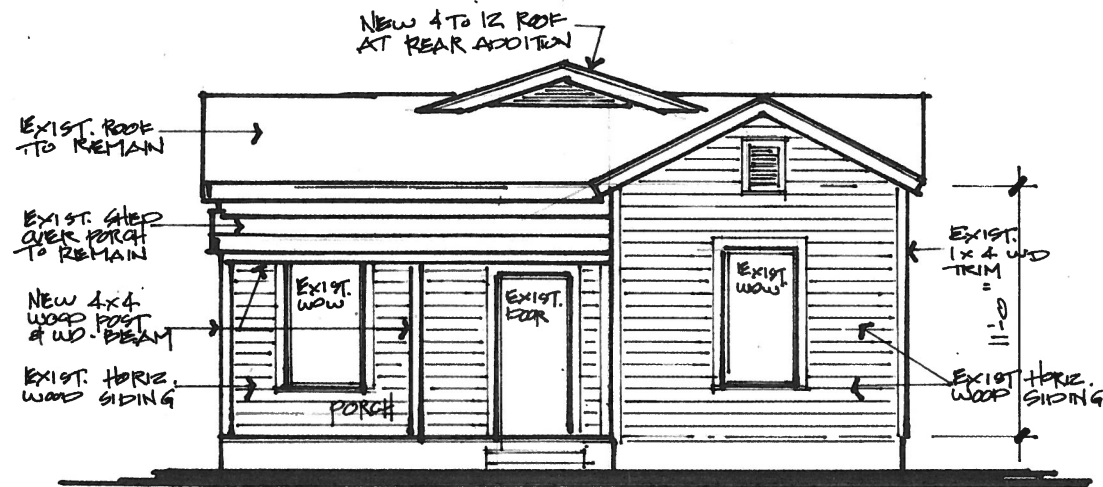 NEW 4 TO 12 ROOF
AT REAR ADDITION
EXIST. ROOF
TO REMAIN
EXIST. SHED
OVER PORCH
TO REMAIN
NEW 4x4
WOOD POST
& WD. BEAM
EXIST. HORIZ.
WOOD SIDING
EXIST.
WDW
PORCH
EXIST.
DOOR
EXIST.
WDW.
EXIST.
1x4 WD
TRIM
11'-0"
EXIST HORIZ.
WOOD SIDING